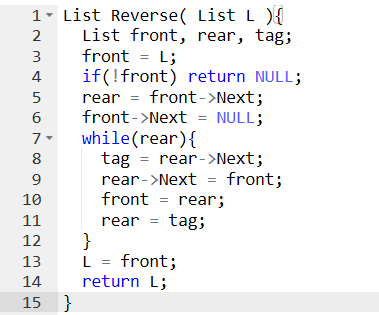 1 List Reverse( List L ){
2   List front, rear, tag;
3   front = L;
4   if(!front) return NULL;
5   rear = front->Next;
6   front->Next = NULL;
7   while(rear){
8     tag = rear->Next;
9     rear->Next = front;
10     front = rear;
11     rear = tag;
12   }
13   L = front;
14   return L;
15 }